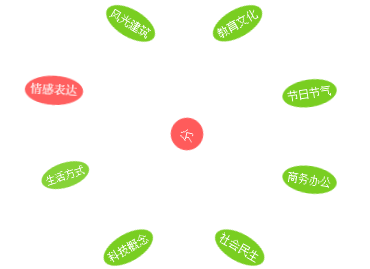 风光建筑
教育文化
情感表达
节日节气
分
生活方式
商务办公
科技概念
社会民生